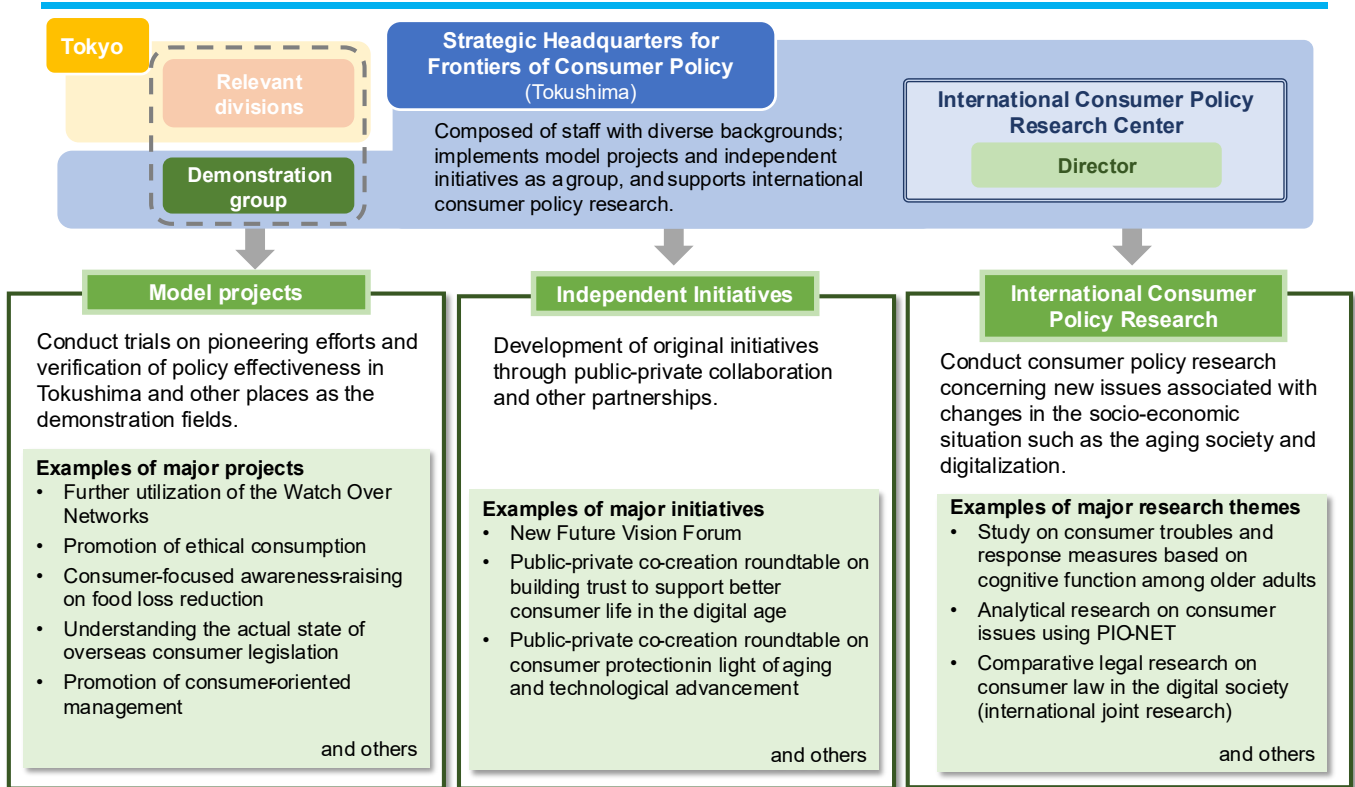 Tokyo
Relevant
divisions
Demonstration
group
Strategic Headquarters for
Frontiers of Consumer Policy
(Tokushima)
Composed of staff with diverse backgrounds;
implements model projects and independent
initiatives as a group, and supports international
consumer policy research.
International Consumer Policy
Research Center
Director
Model projects
Conduct trials on pioneering efforts and
verification of policy effectiveness in
Tokushima and other places as the
demonstration fields.
Examples of major projects
• Further utilization of the Watch Over
Networks
• Promotion of ethical consumption
• Consumer-focused awareness-raising
on food loss reduction
• Understanding the actual state of
overseas consumer legislation
• Promotion of consumer-oriented
management
and others
Independent Initiatives
Development of original initiatives
through public-private collaboration
and other partnerships.
Examples of major initiatives
• New Future Vision Forum
• Public-private co-creation roundtable on
building trust to support better
consumer life in the digital age
• Public-private co-creation roundtable on
consumer protectionin light of aging
and technological advancement
and others
International Consumer
Policy Research
Conduct consumer policy research
concerning new issues associated with
changes in the socio-economic
situation such as the aging society and
digitalization.
Examples of major research themes
• Study on consumer troubles and
response measures based on
cognitive function among older adults
• Analytical research on consumer
issues using PIO-NET
• Comparative legal research on
consumer law in the digital society
(international joint research)
and others